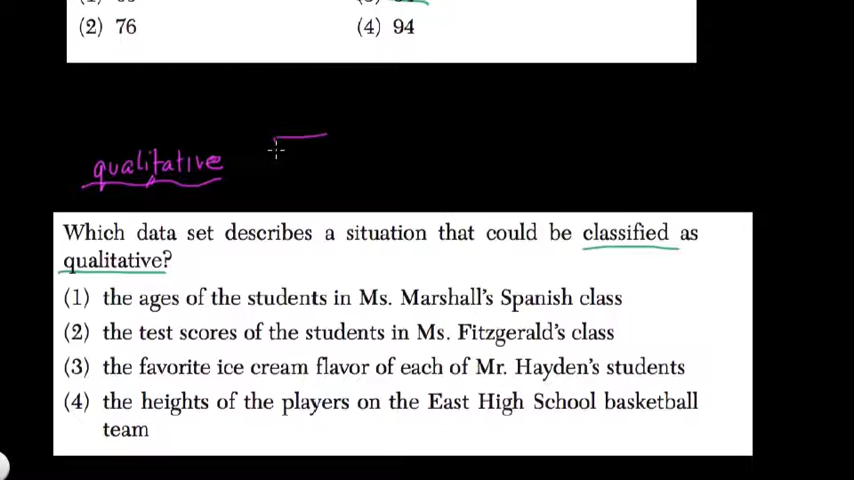 (2) 76 (4) 94
qualitative
Which data set describes a situation that could be classified as
qualitative?
(1) the ages of the students in Ms. Marshall's Spanish class
(2) the test scores of the students in Ms. Fitzgerald's class
(3) the favorite ice cream flavor of each of Mr. Hayden's students
(4) the heights of the players on the East High School basketball
team